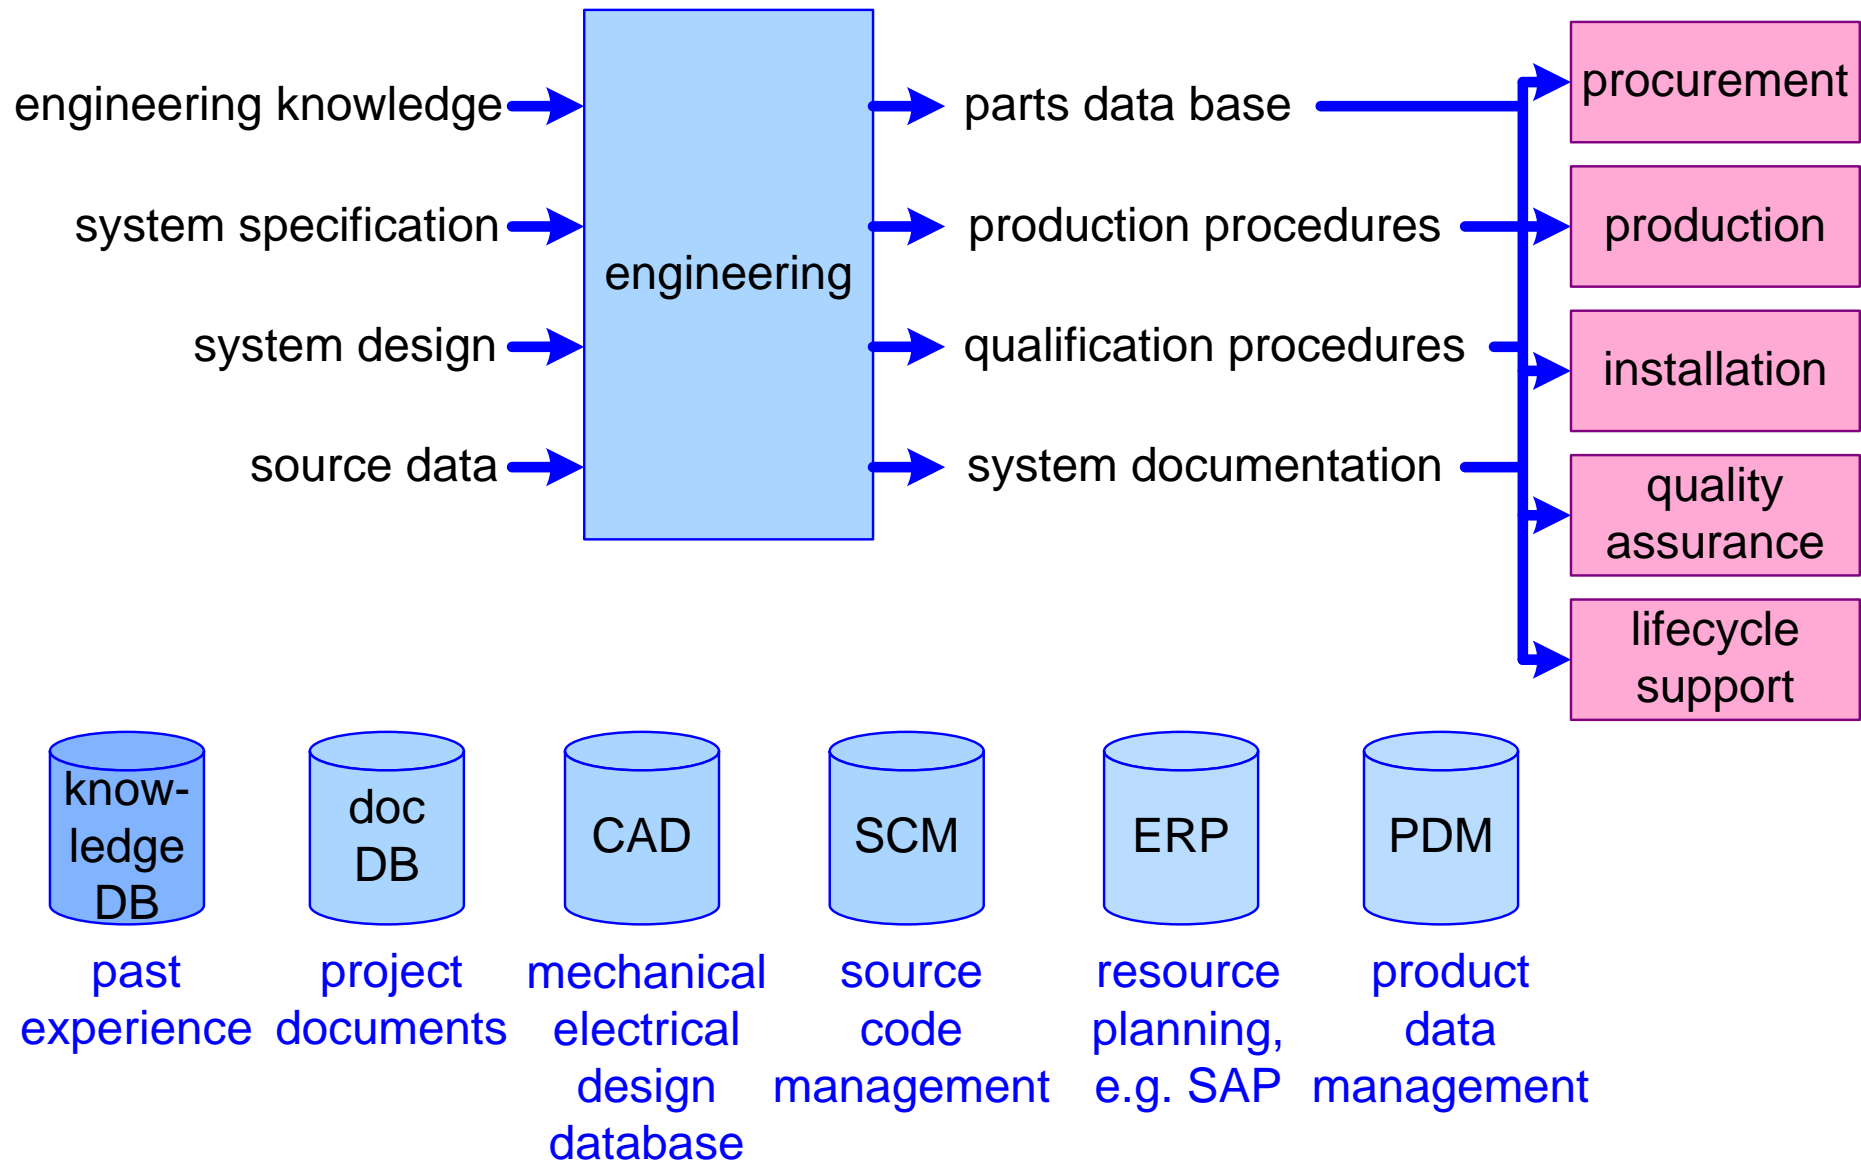 engineering knowledge
system specification
system design
source data
engineering
parts data base
production procedures
qualification procedures
system documentation
procurement
production
installation
quality
assurance
lifecycle
support
know-
ledge
DB
past
experience
doc
DB
project
documents
CAD
mechanical
electrical
design
database
SCM
source
code
management
ERP
resource
planning,
e.g. SAP
PDM
product
data
management